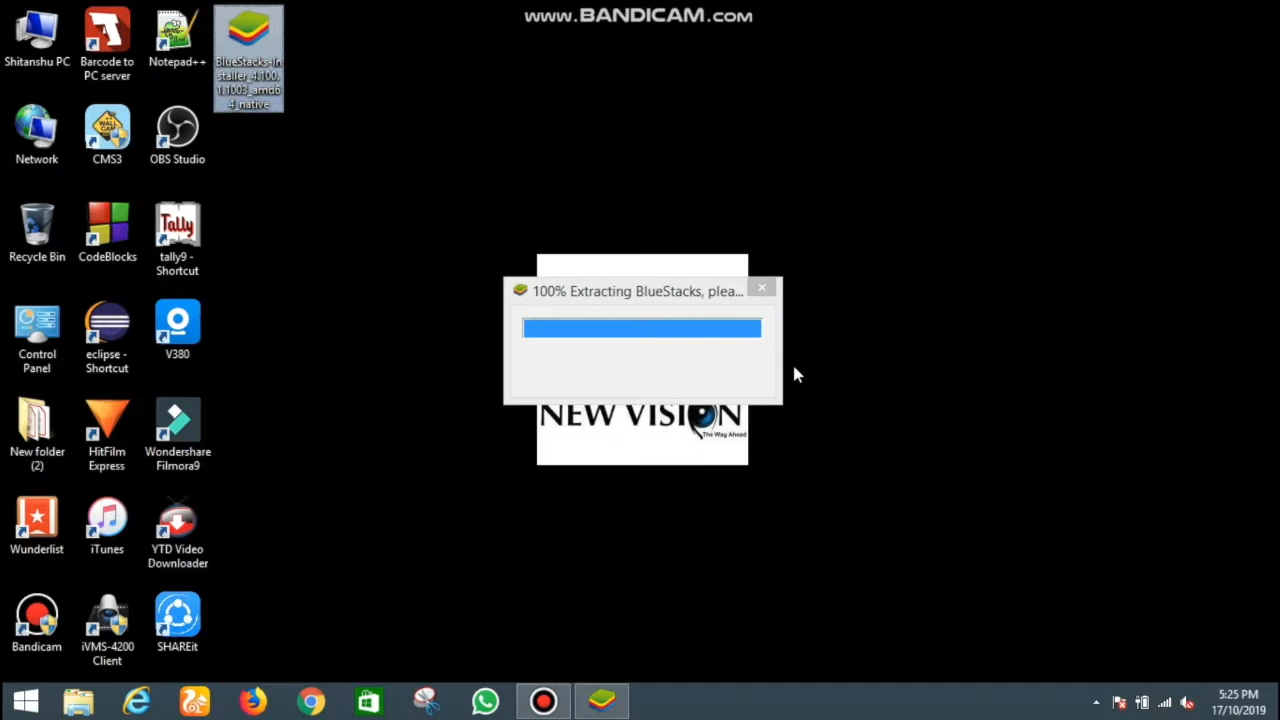 www.BANDICAM.com
Shitanshu PC
Barcode to
PC server
Notepad++
BlueStacks-In
staller_4.100.
1.1003_amd6
4_native
Network
CMS3
OBS Studio
Recycle Bin
CodeBlocks
Tally
tally9 -
Shortcut
Control
Panel
eclipse -
Shortcut
V380
New folder
(2)
HitFilm
Express
Wondershare
Filmora9
Wunderlist
iTunes
YTD Video
Downloader
Bandicam
iVMS-4200
Client
SHAREit
100% Extracting BlueStacks, plea...
NEW VISION
The Way Ahead
5:25 PM
17/10/2019